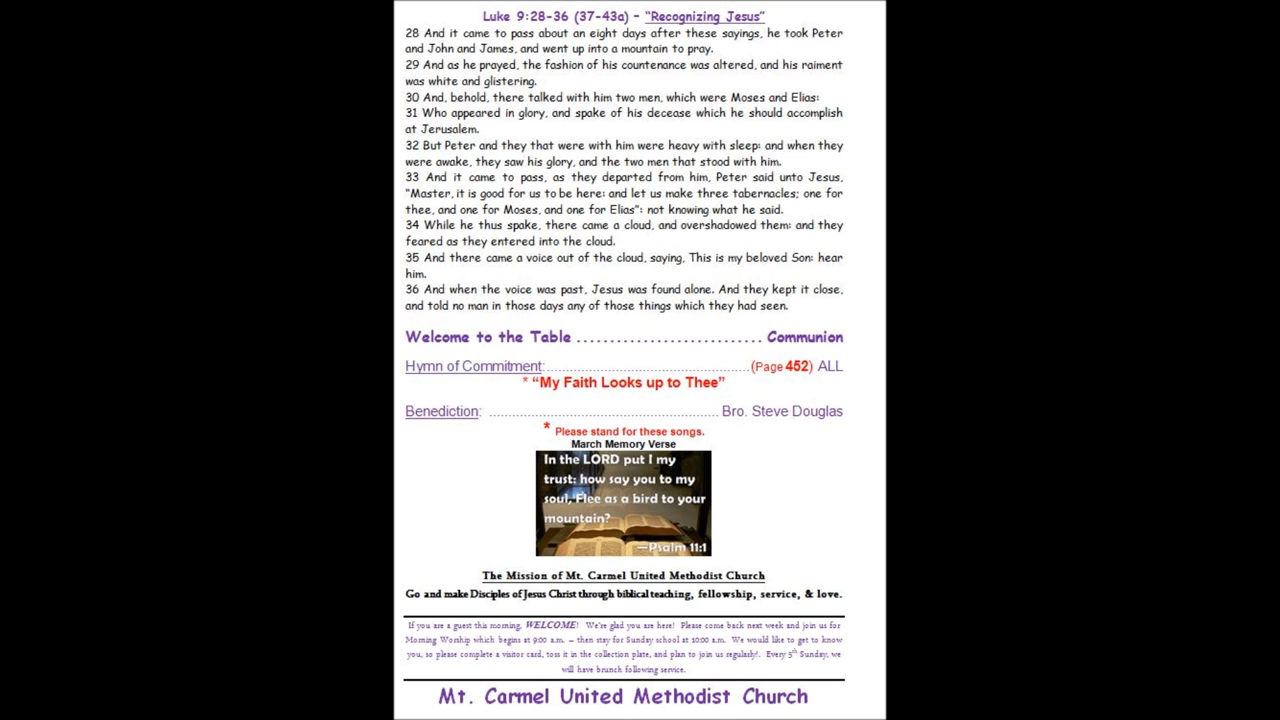 Luke 9:28-36 (37-43a) – “Recognizing Jesus”
28 And it came to pass about an eight days after these sayings, he took Peter
and John and James, and went up into a mountain to pray.
29 And as he prayed, the fashion of his countenance was altered, and his raiment
was white and glistering.
30 And, behold, there talked with him two men, which were Moses and Elias:
31 Who appeared in glory, and spake of his decease which he should accomplish
at Jerusalem.
32 But Peter and they that were with him were heavy with sleep: and when they
were awake, they saw his glory, and the two men that stood with him.
33 And it came to pass, as they departed from him, Peter said unto Jesus,
“Master, it is good for us to be here: and let us make three tabernacles; one for
thee, and one for Moses, and one for Elias”: not knowing what he said.
34 While he thus spake, there came a cloud, and overshadowed them: and they
feared as they entered into the cloud.
35 And there came a voice out of the cloud, saying, This is my beloved Son: hear
him.
36 And when the voice was past, Jesus was found alone. And they kept it close,
and told no man in those days any of those things which they had seen.
Welcome to the Table ............................ Communion
Hymn of Commitment:..................................................(Page 452) ALL
* “My Faith Looks up to Thee”
Benediction: ........................................................ Bro. Steve Douglas
* Please stand for these songs.
March Memory Verse
In the LORD put I my
trust: how say you to my
soul, Flee as a bird to your
mountain?
—Psalm 11:1
The Mission of Mt. Carmel United Methodist Church
Go and make Disciples of Jesus Christ through biblical teaching, fellowship, service, & love.
If you are a guest this morning, WELCOME! We're glad you are here! Please come back next week and join us for
Morning Worship which begins at 9:00 a.m. – then stay for Sunday school at 10:00 a.m. We would like to get to know
you, so please complete a visitor card, toss it in the collection plate, and plan to join us regularly!. Every 5th Sunday, we
will have brunch following service.
Mt. Carmel United Methodist Church